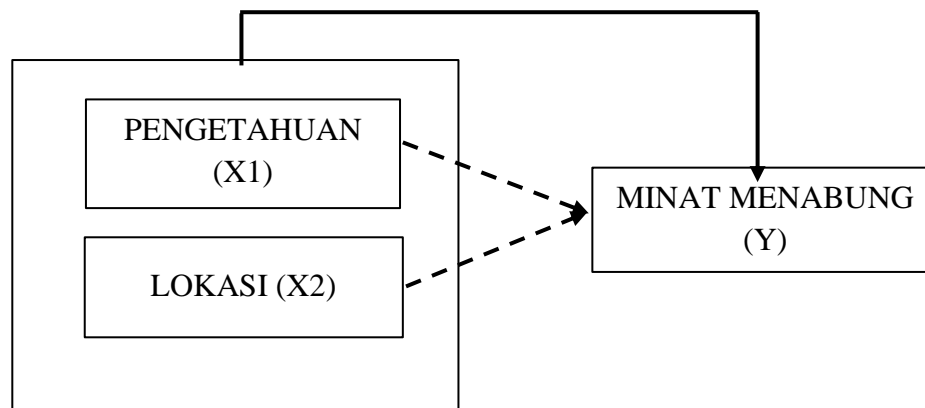 PENGETAHUAN
(X1)
LOKASI (X2)
MINAT MENABUNG
(Y)